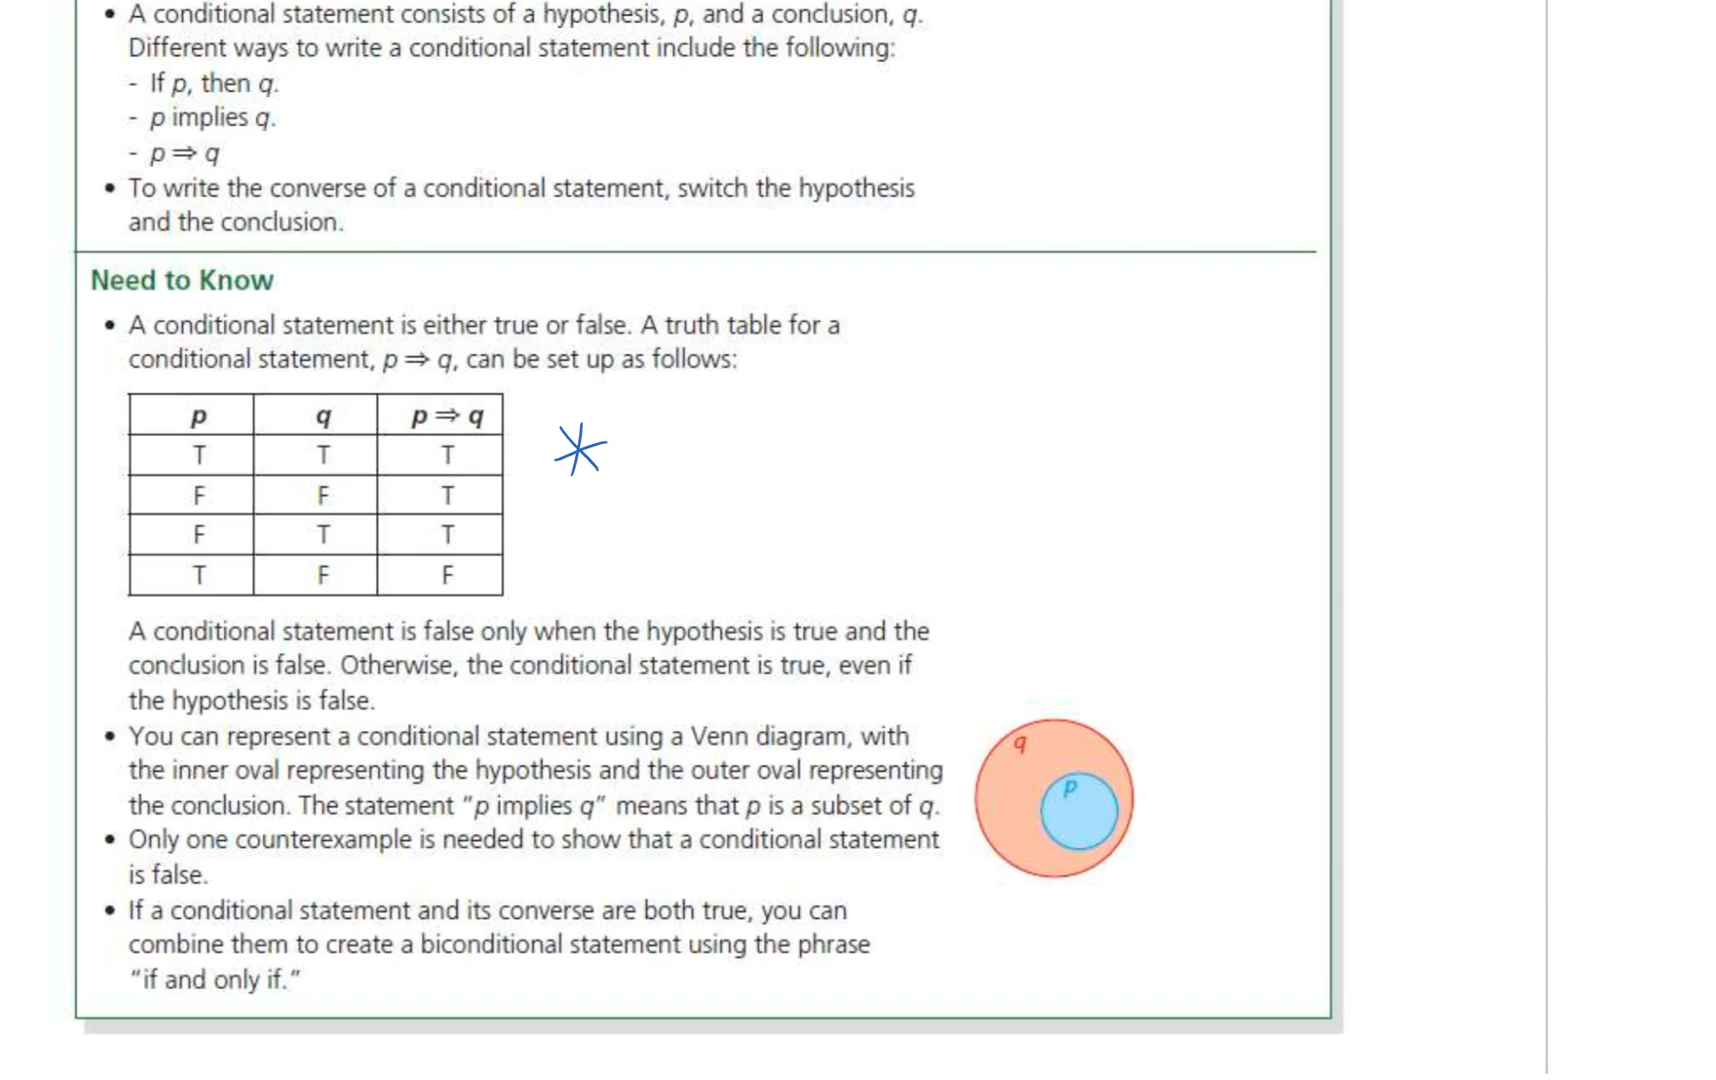 • A conditional statement consists of a hypothesis, p, and a conclusion, q.
Different ways to write a conditional statement include the following:
- If p, then q.
- p implies q.
- p ⇒ q
• To write the converse of a conditional statement, switch the hypothesis
and the conclusion.
Need to Know
• A conditional statement is either true or false. A truth table for a
conditional statement, p ⇒ q, can be set up as follows:
p q p ⇒ q
T T T
F F T
F T T
T F F
A conditional statement is false only when the hypothesis is true and the
conclusion is false. Otherwise, the conditional statement is true, even if
the hypothesis is false.
• You can represent a conditional statement using a Venn diagram, with
the inner oval representing the hypothesis and the outer oval representing
the conclusion. The statement "p implies q" means that p is a subset of q.
q
p
• Only one counterexample is needed to show that a conditional statement
is false.
• If a conditional statement and its converse are both true, you can
combine them to create a biconditional statement using the phrase
"if and only if."